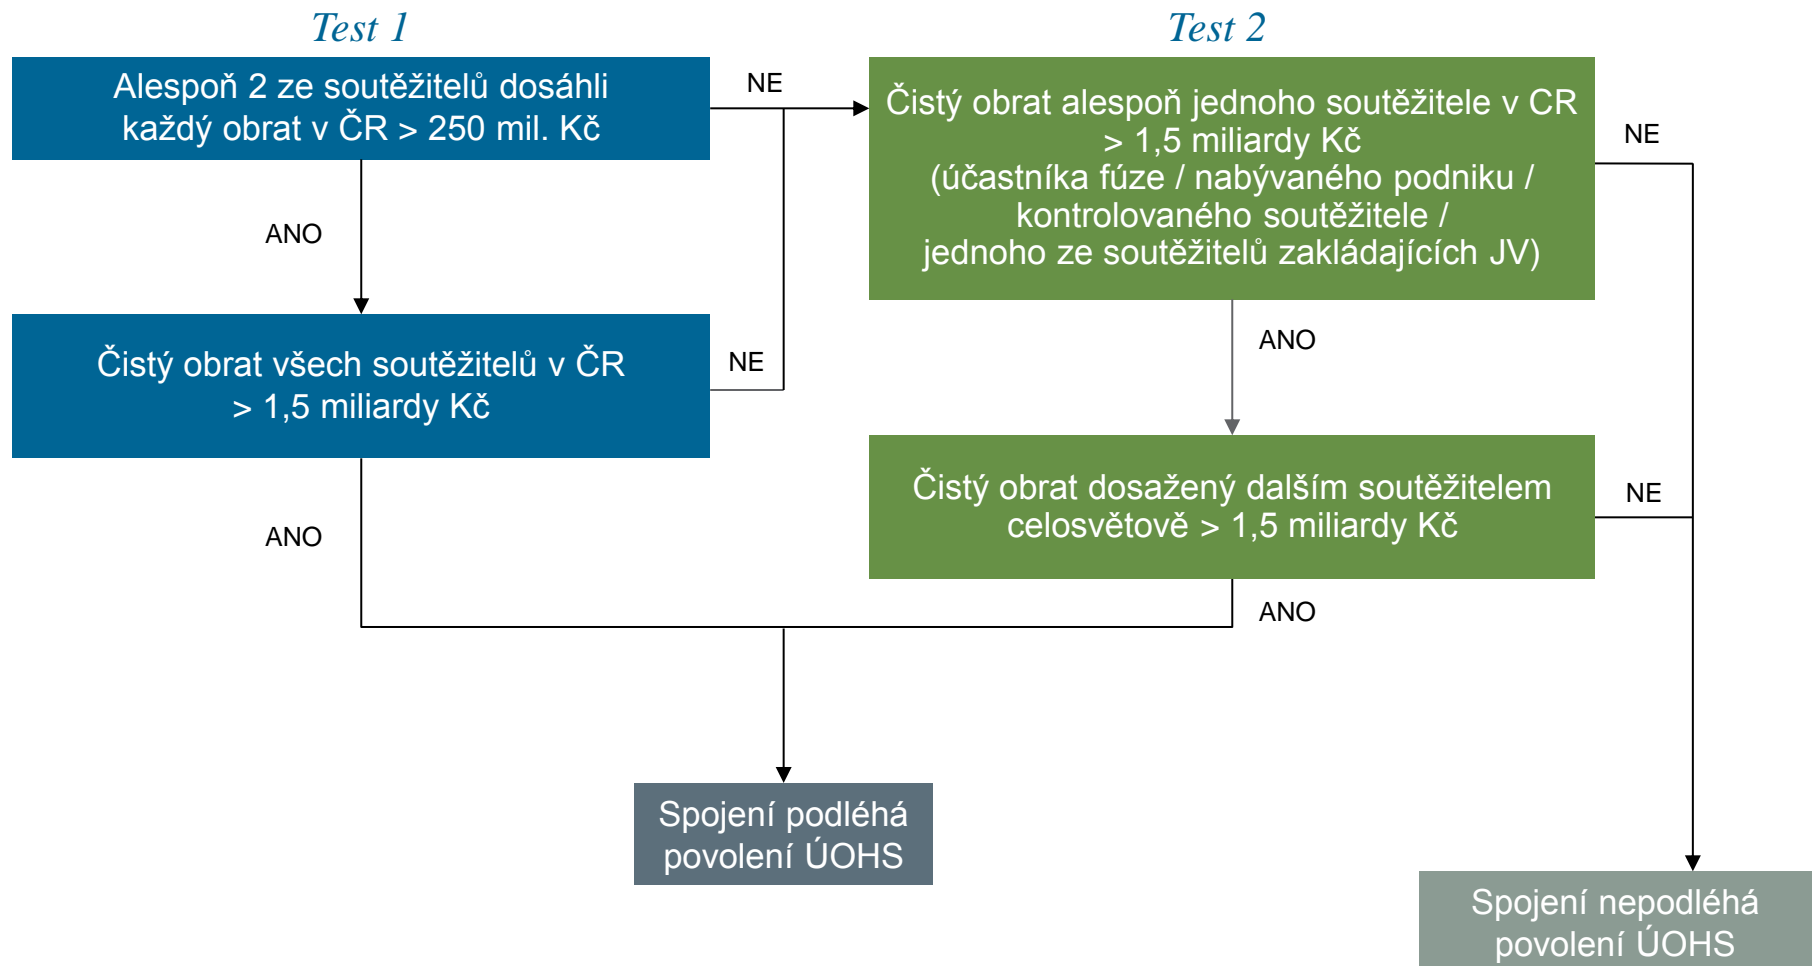 Test 1
Alespoň 2 ze soutěžitelů dosáhli
každý obrat v ČR > 250 mil. Kč
NE
ANO
Čistý obrat všech soutěžitelů v ČR
> 1,5 miliardy Kč
NE
ANO
Test 2
Čistý obrat alespoň jednoho soutěžitele v CR
> 1,5 miliardy Kč
(účastníka fúze / nabývaného podniku /
kontrolovaného soutěžitele /
jednoho ze soutěžitelů zakládajících JV)
NE
ANO
Čistý obrat dosažený dalším soutěžitelem
celosvětově > 1,5 miliardy Kč
NE
ANO
Spojení podléhá
povolení ÚOHS
Spojení nepodléhá
povolení ÚOHS